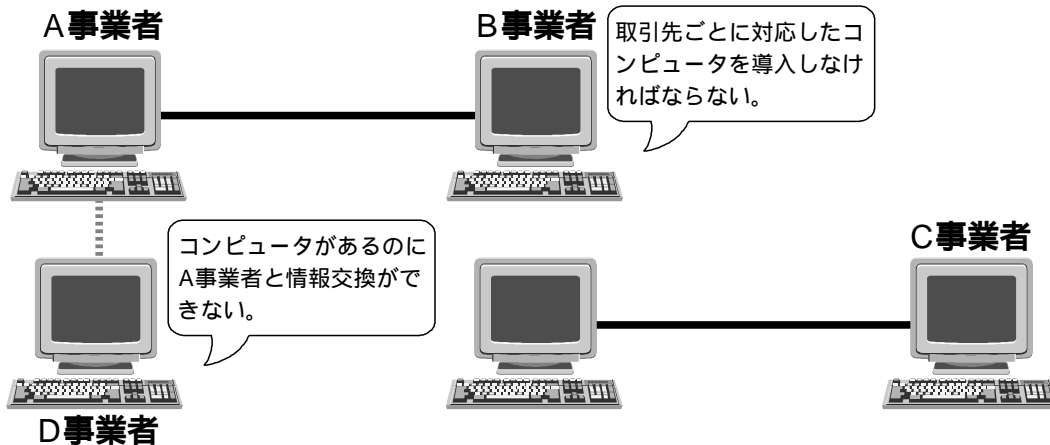 A事業者
B事業者
取引先ごとに対応したコ
ンピュータを導入しなけ
ればならない。
コンピュータがあるのに
A事業者と情報交換がで
きない。
C事業者
D事業者